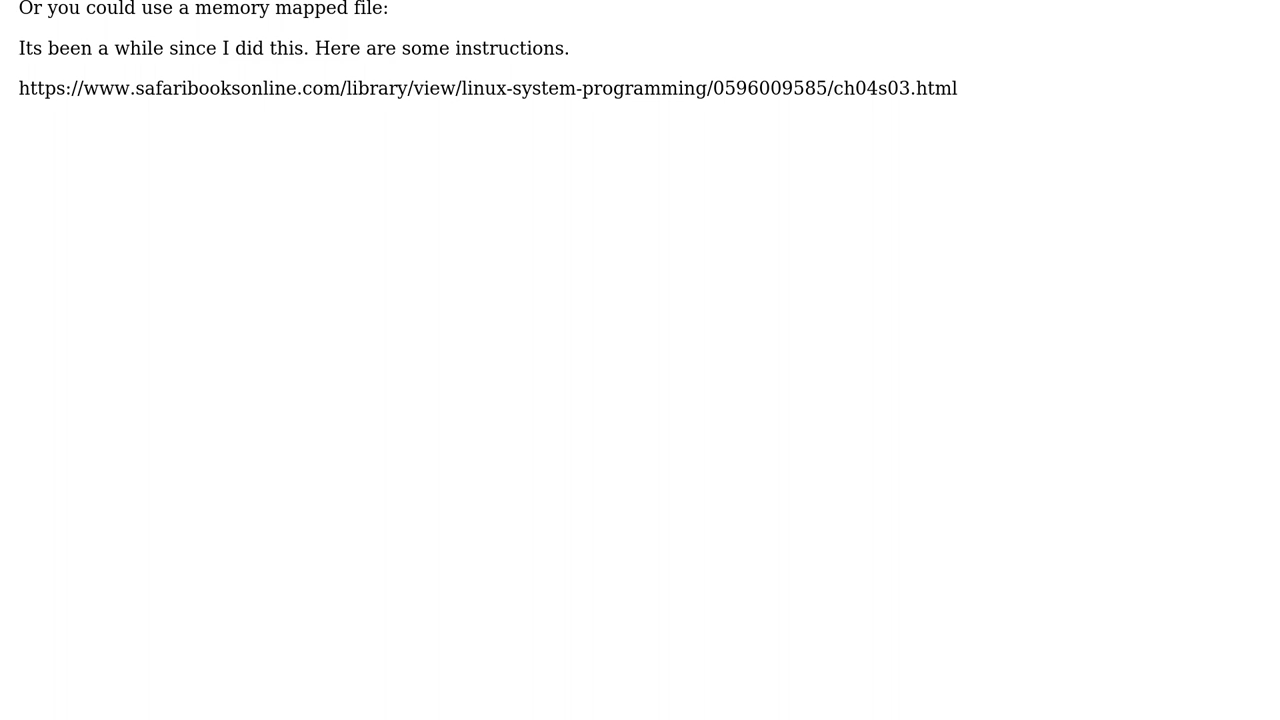 Or you could use a memory mapped file:
Its been a while since I did this. Here are some instructions.
https://www.safaribooksonline.com/library/view/linux-system-programming/0596009585/ch04s03.html